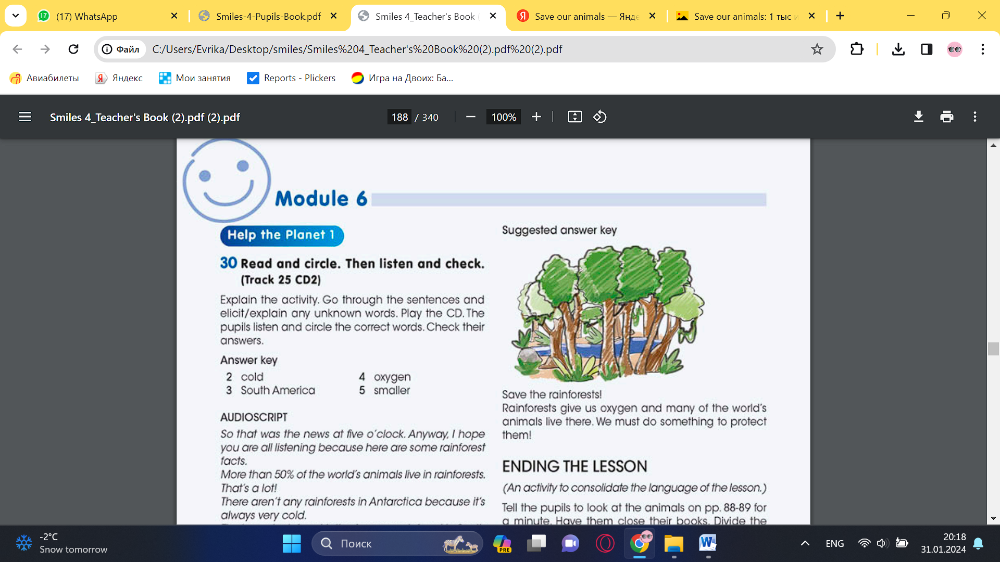 (17) WhatsApp
Smiles-4-Pupils-Book.pdf
Smiles 4_Teacher's Book (
Save our animals — Янде
Save our animals: 1 тыс и
Файл
C:/Users/Evrika/Desktop/smiles/Smiles%204_Teacher's%20Book%20(2).pdf%20(2).pdf
Авиабилеты
Яндекс
Мои занятия
Reports - Plickers
Игра на Двоих: Ба...
Smiles 4_Teacher's Book (2).pdf (2).pdf
188 / 340
100%
Module 6
Help the Planet 1
30 Read and circle. Then listen and check.
(Track 25 CD2)
Explain the activity. Go through the sentences and
elicit/explain any unknown words. Play the CD. The
pupils listen and circle the correct words. Check their
answers.
Answer key
2 cold 4 oxygen
3 South America 5 smaller
AUDIOSCRIPT
So that was the news at five o'clock. Anyway, I hope
you are all listening because here are some rainforest
facts.
More than 50% of the world's animals live in rainforests.
That's a lot!
There aren't any rainforests in Antarctica because it's
always very cold.
Suggested answer key
Save the rainforests!
Rainforests give us oxygen and many of the world's
animals live there. We must do something to protect
them!
ENDING THE LESSON
(An activity to consolidate the language of the lesson.)
Tell the pupils to look at the animals on pp. 88-89 for
a minute. Have them close their books. Divide the
-2°C
Snow tomorrow
Поиск
PRE
ENG
20:18
31.01.2024